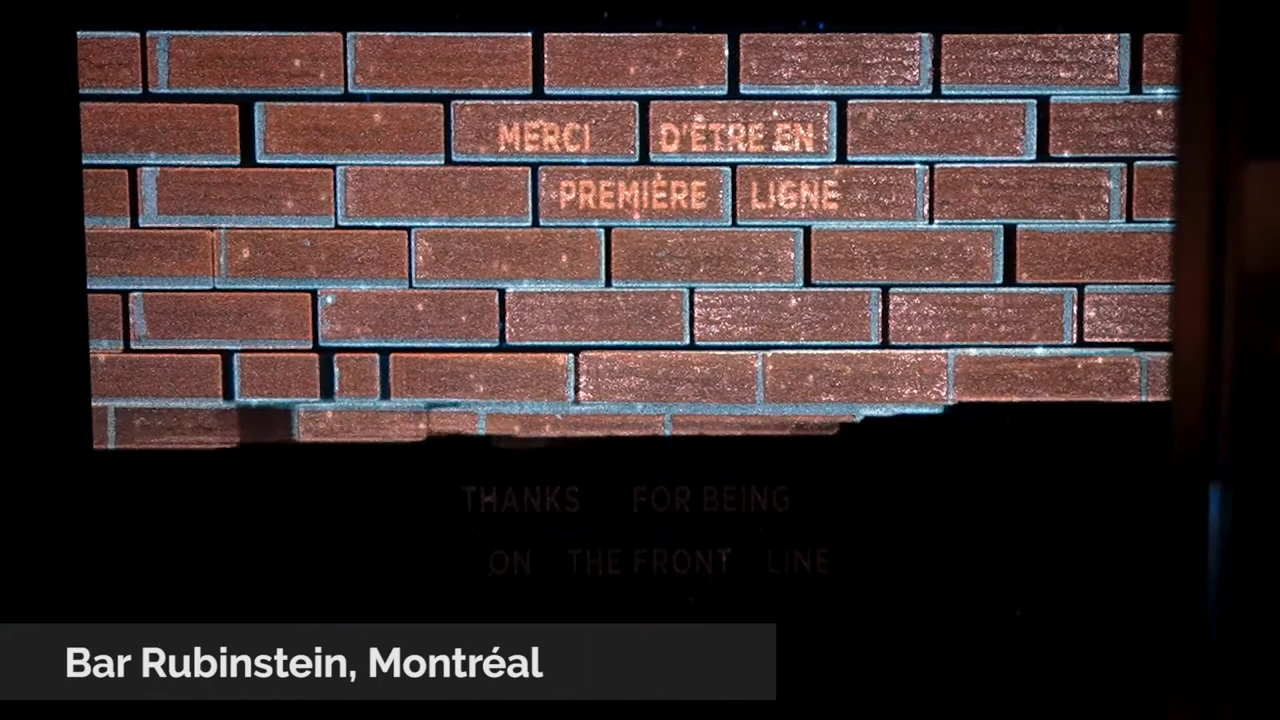 MERCI D'ÊTRE EN
PREMIÈRE LIGNE
THANKS FOR BEING
ON THE FRONT LINE
Bar Rubinstein, Montréal